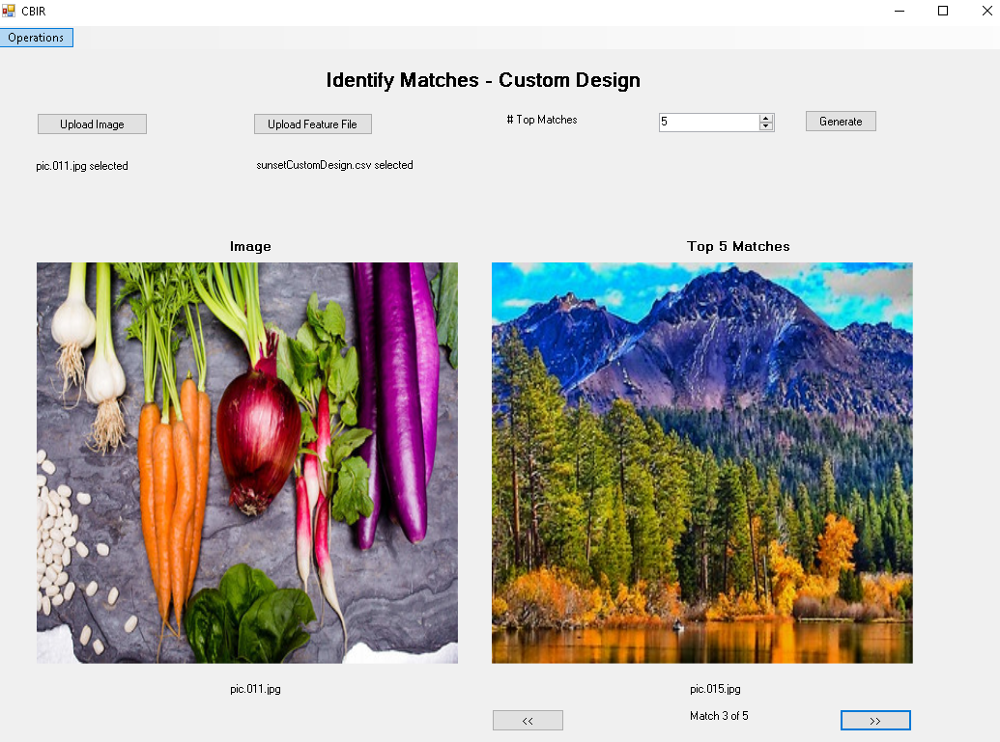 CBIR
Operations
Identify Matches - Custom Design
Upload Image
Upload Feature File
# Top Matches
5
Generate
pic.011.jpg selected
sunsetCustomDesign.csv selected
Image
Top 5 Matches
pic.011.jpg
pic.015.jpg
<<
Match 3 of 5
>>